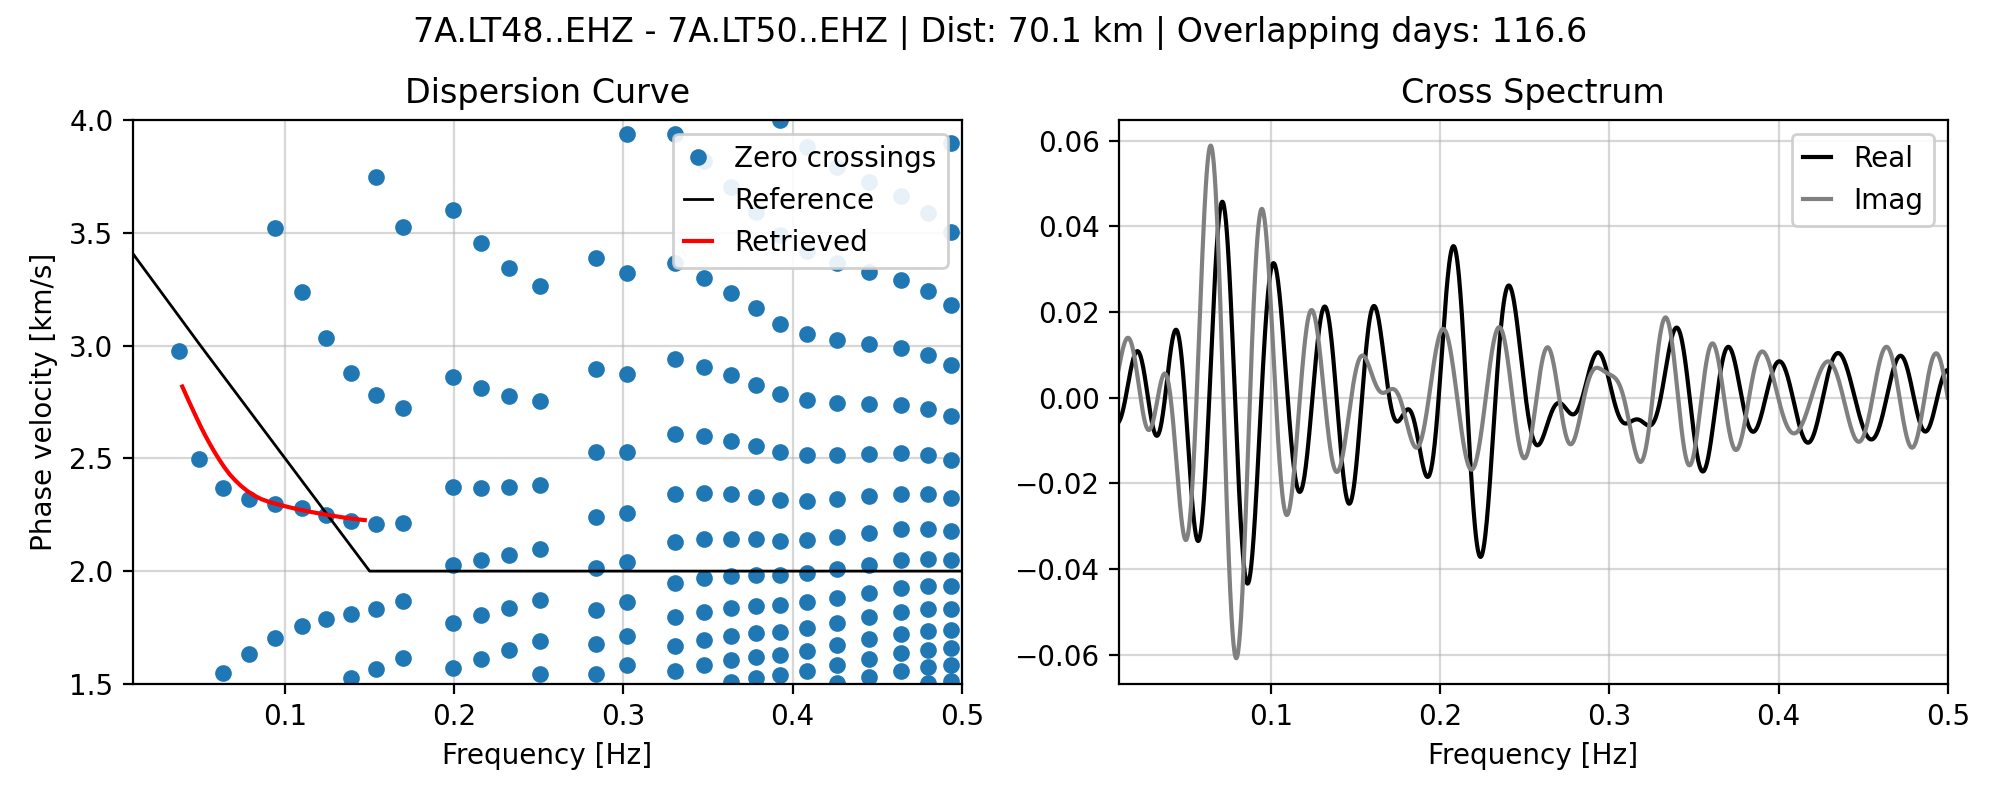 7A.LT48..EHZ - 7A.LT50..EHZ | Dist: 70.1 km | Overlapping days: 116.6
Dispersion Curve
4.0
3.5
3.0
2.5
2.0
1.5
Phase velocity [km/s]
0.1
0.2
0.3
0.4
0.5
Frequency [Hz]
Zero crossings
Reference
Retrieved
Cross Spectrum
0.06
0.04
0.02
0.00
−0.02
−0.04
−0.06
0.1
0.2
0.3
0.4
0.5
Frequency [Hz]
Real
Imag